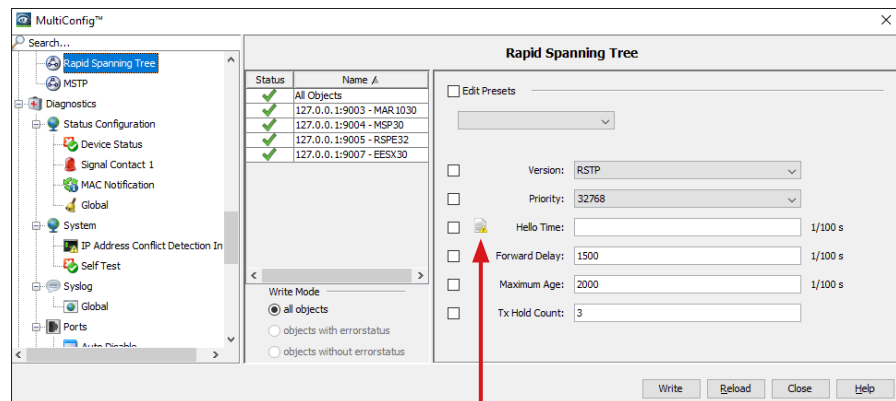 MultiConfig™
Search...
Rapid Spanning Tree
MSTP
Diagnostics
Status Configuration
Device Status
Signal Contact 1
MAC Notification
Global
System
IP Address Conflict Detection In
Self Test
Syslog
Global
Ports
Auto Disable
Status Name
All Objects
127.0.0.1:9003 - MAR1030
127.0.0.1:9004 - MSP30
127.0.0.1:9005 - RSPE32
127.0.0.1:9007 - EESX30
Write Mode
all objects
objects with errorstatus
objects without errorstatus
Rapid Spanning Tree
Edit Presets
Version: RSTP
Priority: 32768
Hello Time: 1/100 s
Forward Delay: 1500 1/100 s
Maximum Age: 2000 1/100 s
Tx Hold Count: 3
Write Reload Close Help